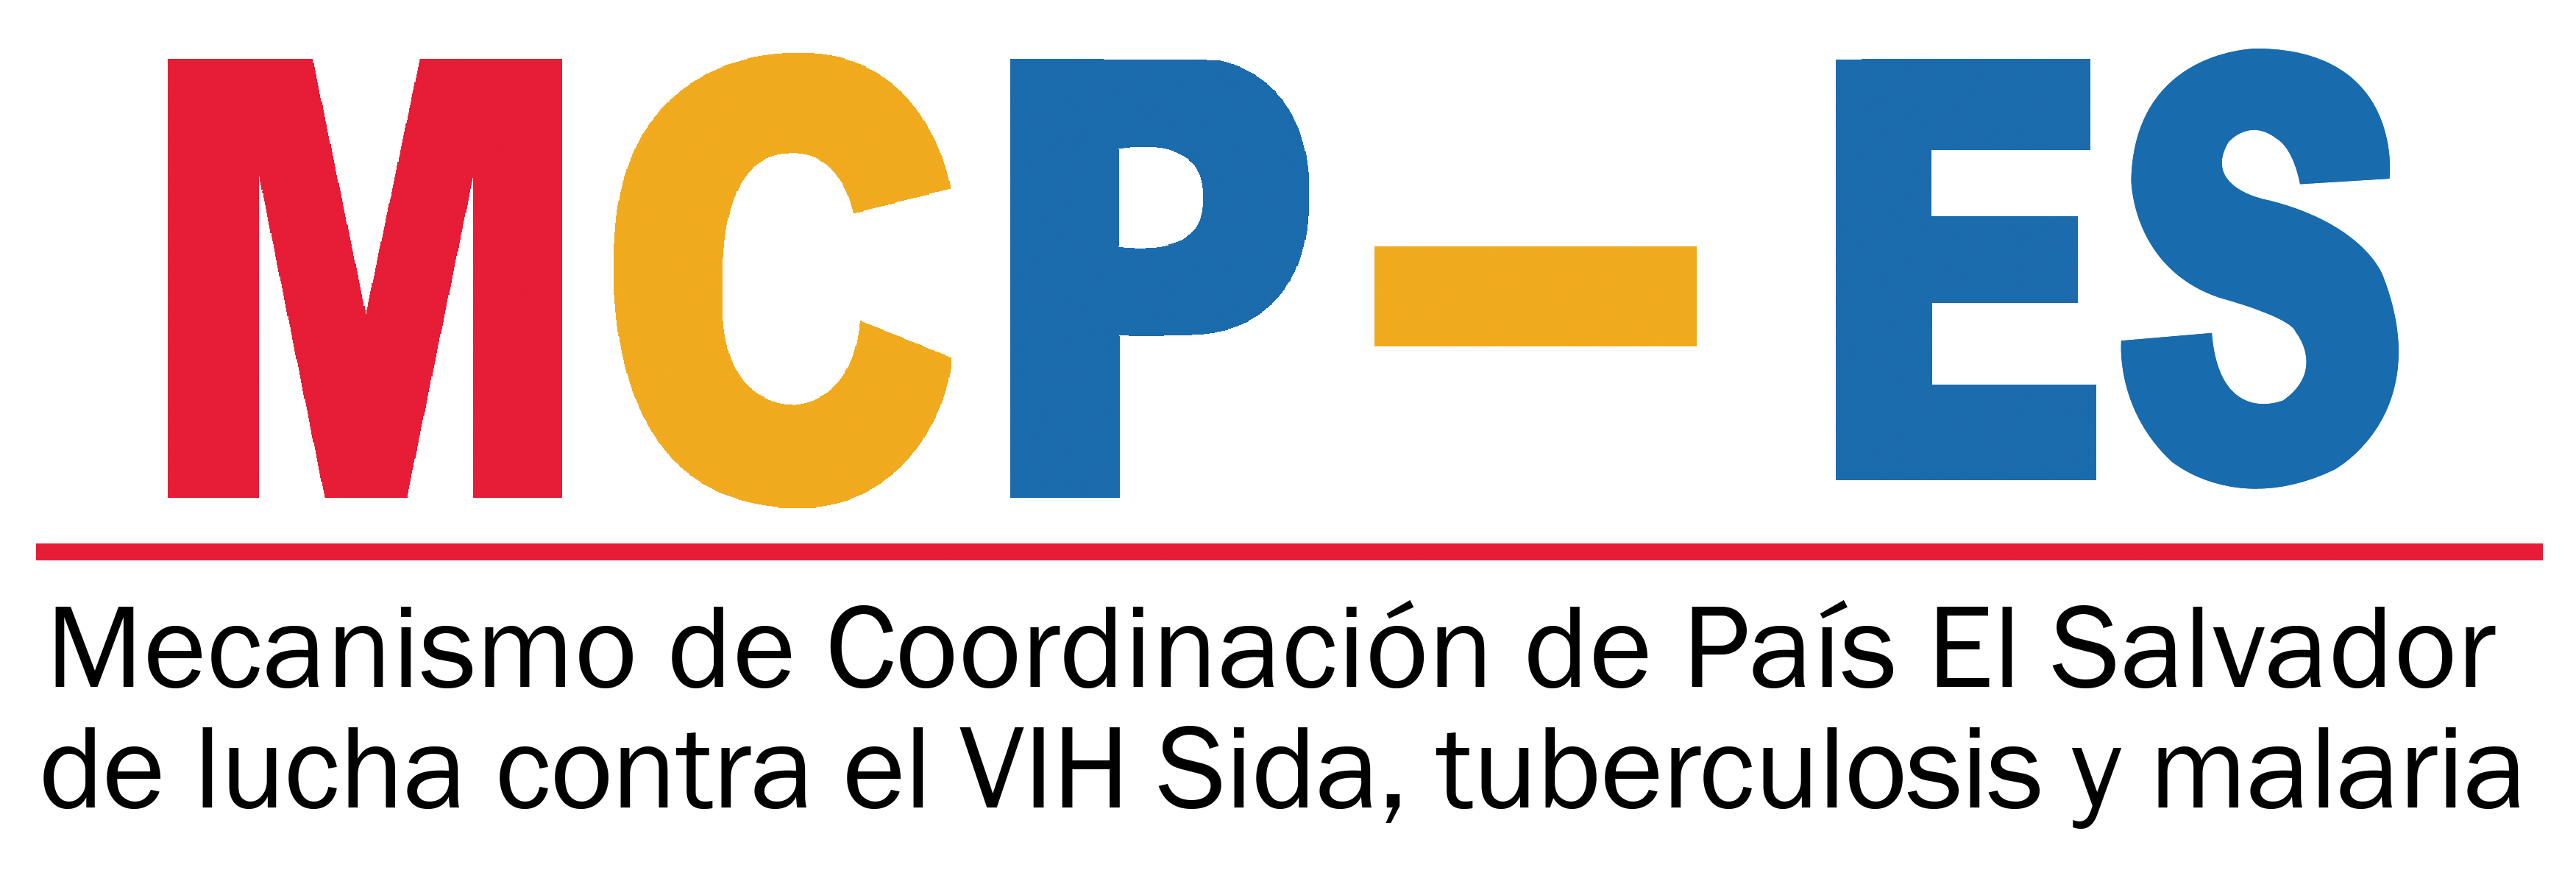 MCP-ES
Mecanismo de Coordinación de País El Salvador
de lucha contra el VIH Sida, tuberculosis y malaria